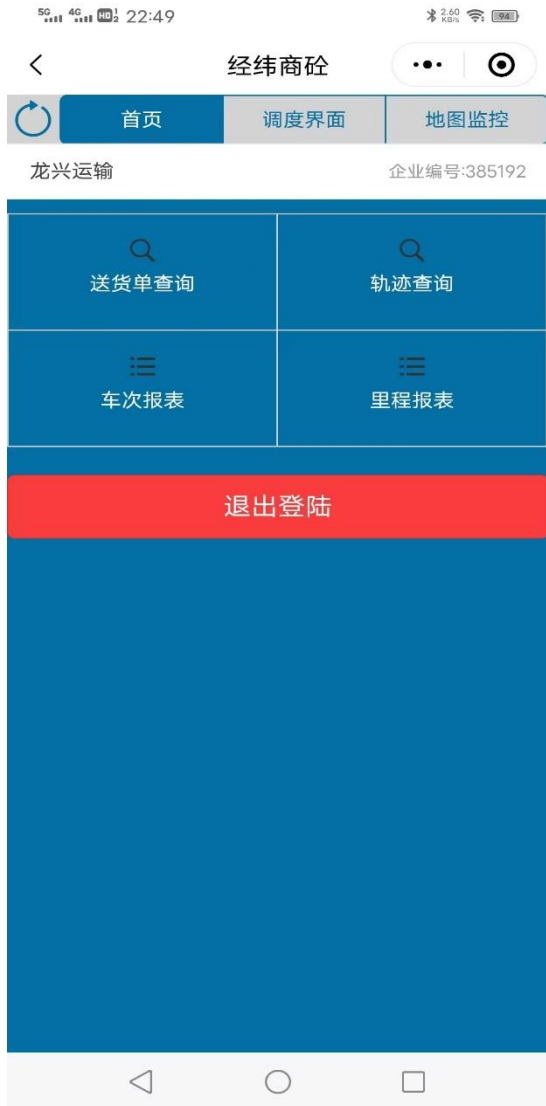 5G 4G HD 1 2 22:49 2.60 KB/s 94
经纬商砼
首页 调度界面 地图监控
龙兴运输 企业编号:385192
送货单查询 轨迹查询
车次报表 里程报表
退出登陆